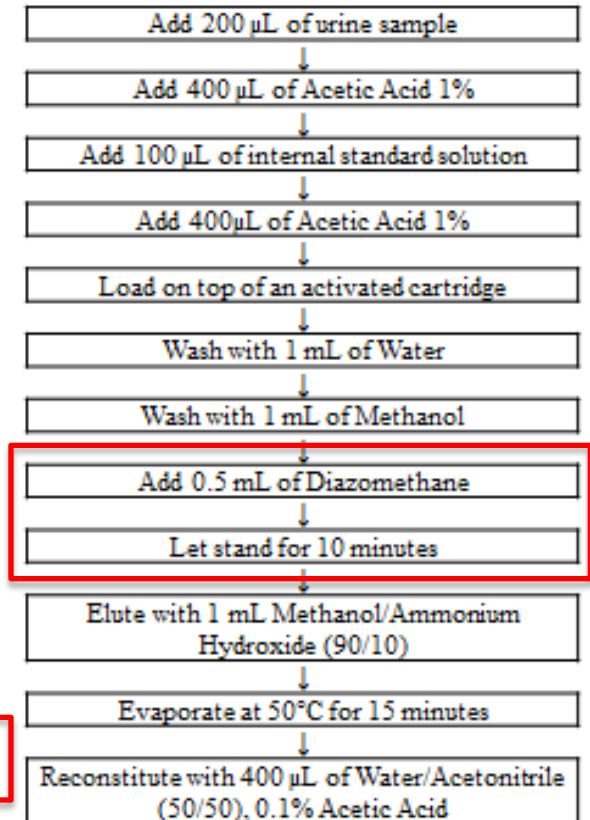 Add 200 µL of urine sample
↓
Add 400 µL of Acetic Acid 1%
↓
Add 100 µL of internal standard solution
↓
Add 400µL of Acetic Acid 1%
↓
Load on top of an activated cartridge
↓
Wash with 1 mL of Water
↓
Wash with 1 mL of Methanol
↓
Add 0.5 mL of Diazomethane
↓
Let stand for 10 minutes
↓
Elute with 1 mL Methanol/Ammonium
Hydroxide (90/10)
↓
Evaporate at 50°C for 15 minutes
↓
Reconstitute with 400 µL of Water/Acetonitrile
(50/50), 0.1% Acetic Acid